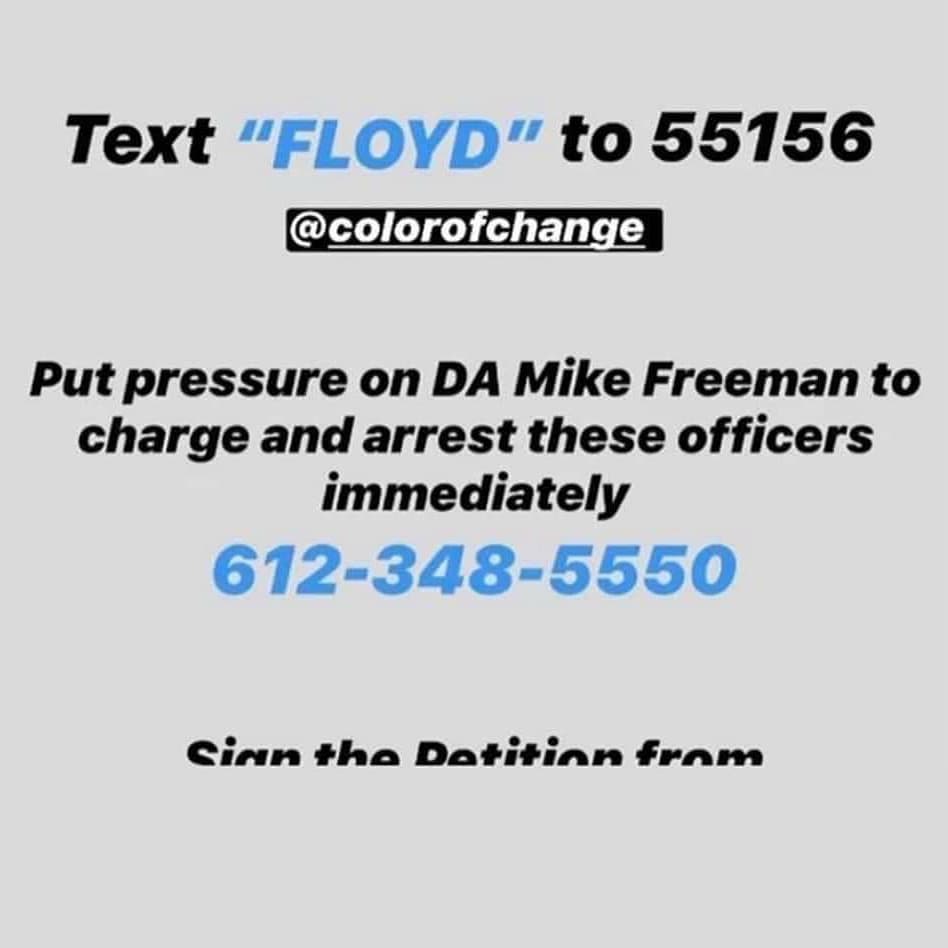 Text “FLOYD” to 55156
@colorofchange
Put pressure on DA Mike Freeman to
charge and arrest these officers
immediately
612-348-5550
Sign the Petition from